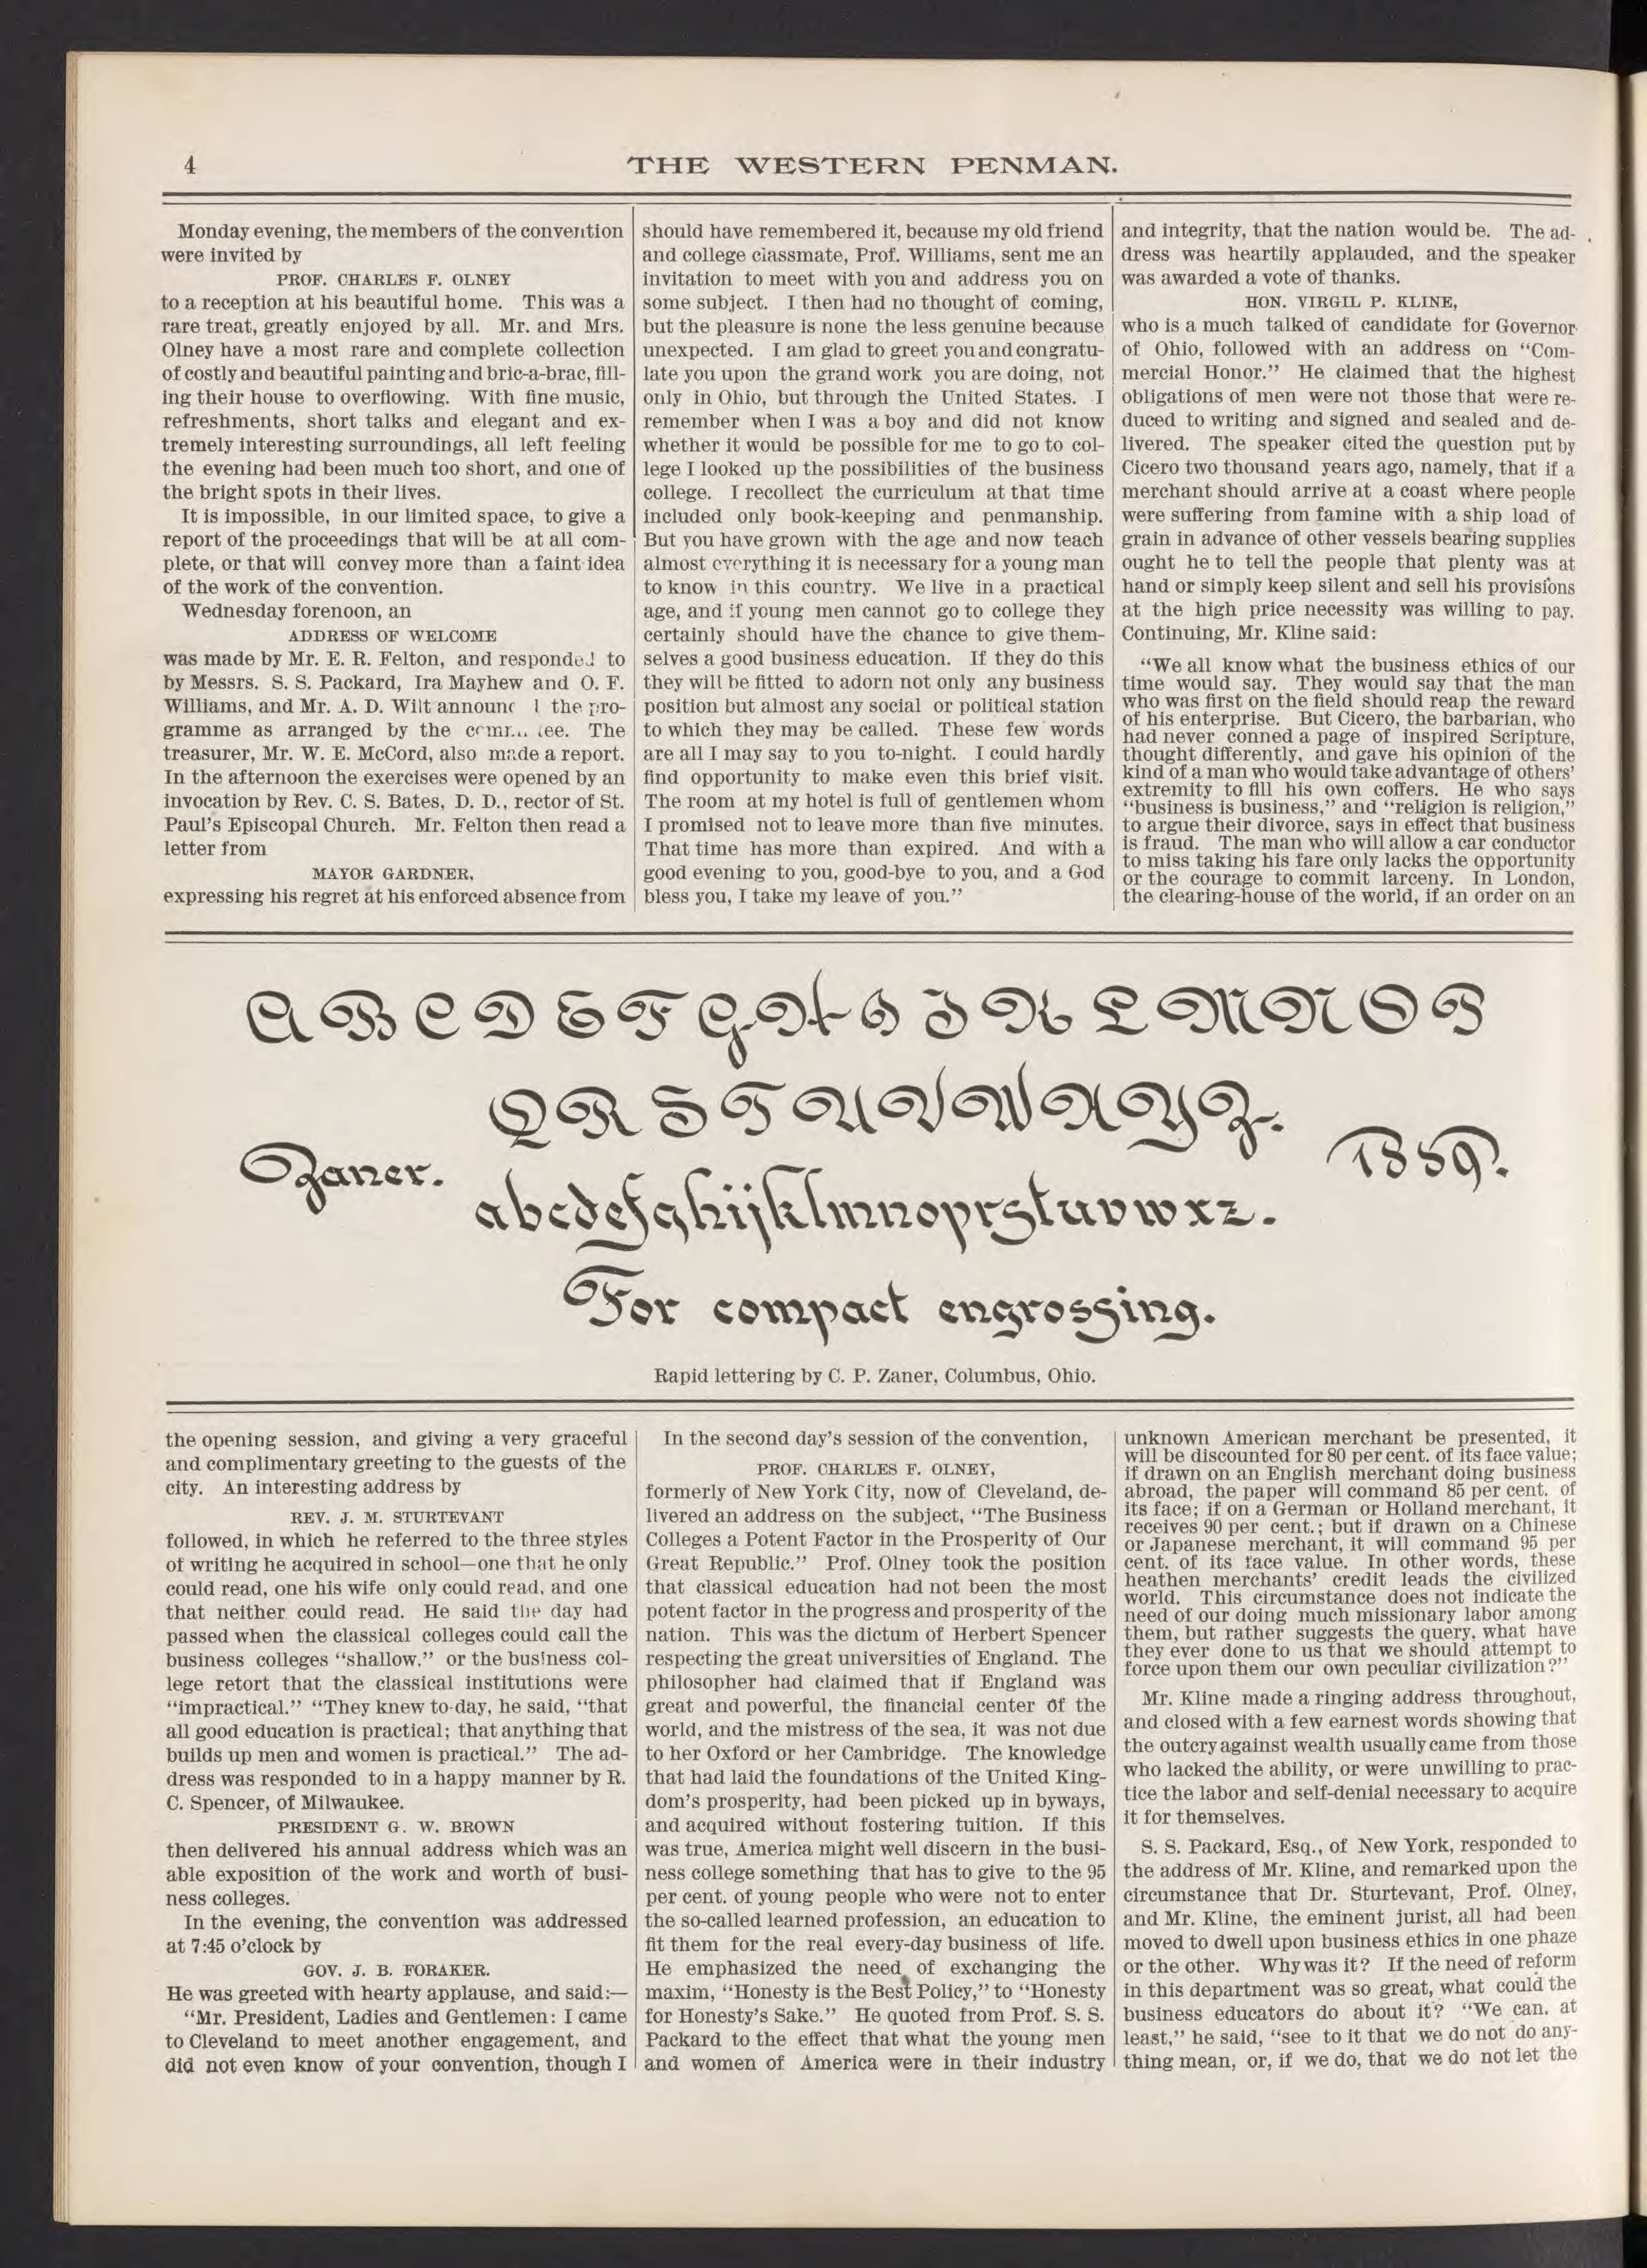 4
THE WESTERN PENMAN.
Monday evening, the members of the convention
were invited by
PROF. CHARLES F. OLNEY
to a reception at his beautiful home. This was a
rare treat, greatly enjoyed by all. Mr. and Mrs.
Olney have a most rare and complete collection
of costly and beautiful painting and bric-a-brac, fill-
ing their house to overflowing. With fine music,
refreshments, short talks and elegant and ex-
tremely interesting surroundings, all left feeling
the evening had been much too short, and one of
the bright spots in their lives.
It is impossible, in our limited space, to give a
report of the proceedings that will be at all com-
plete, or that will convey more than a faint idea
of the work of the convention.
Wednesday forenoon, an
ADDRESS OF WELCOME
was made by Mr. E. R. Felton, and responded to
by Messrs. S. S. Packard, Ira Mayhew and O. F.
Williams, and Mr. A. D. Wilt the pro-
gramme as arranged by the The
treasurer, Mr. W. E. McCord, also made a report.
In the afternoon the exercises were opened by an
invocation by Rev. C. S. Bates, D. D., rector of St.
Paul's Episcopal Church. Mr. Felton then read a
letter from
MAYOR GARDNER,
expressing his regret at his enforced absence from
the opening session, and giving a very graceful
and complimentary greeting to the guests of the
city. An interesting address by
REV. J. M. STURTEVANT
followed, in which he referred to the three styles
of writing he acquired in school—one that he only
could read, one his wife only could read, and one
that neither could read. He said the day had
passed when the classical colleges could call the
business colleges "shallow," or the business col-
lege retort that the classical institutions were
"impractical." "They knew to-day, he said, "that
all good education is practical; that anything that
builds up men and women is practical." The ad-
dress was responded to in a happy manner by R.
C. Spencer, of Milwaukee.
PRESIDENT G. W. BROWN
then delivered his annual address which was an
able exposition of the work and worth of busi-
ness colleges.
In the evening, the convention was addressed
at 7:45 o'clock by
GOV. J. B. FORAKER.
He was greeted with hearty applause, and said:—
"Mr. President, Ladies and Gentlemen: I came
to Cleveland to meet another engagement, and
did not even know of your convention, though I
should have remembered it, because my old friend
and college classmate, Prof. Williams, sent me an
invitation to meet with you and address you on
some subject. I then had no thought of coming,
but the pleasure is none the less genuine because
unexpected. I am glad to greet you and congratu-
late you upon the grand work you are doing, not
only in Ohio, but through the United States. I
remember when I was a boy and did not know
whether it would be possible for me to go to col-
lege I looked up the possibilities of the business
college. I recollect the curriculum at that time
included only book-keeping and penmanship.
But you have grown with the age and now teach
almost everything it is necessary for a young man
to know in this country. We live in a practical
age, and if young men cannot go to college they
certainly should have the chance to give them-
selves a good business education. If they do this
they will be fitted to adorn not only any business
position but almost any social or political station
to which they may be called. These few words
are all I may say to you to-night. I could hardly
find opportunity to make even this brief visit.
The room at my hotel is full of gentlemen whom
I promised not to leave more than five minutes.
That time has more than expired. And with a
good evening to you, good-bye to you, and a God
bless you, I take my leave of you."
In the second day's session of the convention,
PROF. CHARLES F. OLNEY,
formerly of New York City, now of Cleveland, de-
livered an address on the subject, "The Business
Colleges a Potent Factor in the Prosperity of Our
Great Republic." Prof. Olney took the position
that classical education had not been the most
potent factor in the progress and prosperity of the
nation. This was the dictum of Herbert Spencer
respecting the great universities of England. The
philosopher had claimed that if England was
great and powerful, the financial center of the
world, and the mistress of the sea, it was not due
to her Oxford or her Cambridge. The knowledge
that had laid the foundations of the United King-
dom's prosperity, had been picked up in byways,
and acquired without fostering tuition. If this
was true, America might well discern in the busi-
ness college something that has to give to the 95
per cent. of young people who were not to enter
the so-called learned profession, an education to
fit them for the real every-day business of life.
He emphasized the need of exchanging the
maxim, "Honesty is the Best Policy," to "Honesty
for Honesty's Sake." He quoted from Prof. S. S.
Packard to the effect that what the young men
and women of America were in their industry
and integrity, that the nation would be. The ad-
dress was heartily applauded, and the speaker
was awarded a vote of thanks.
HON. VIRGIL P. KLINE,
who is a much talked of candidate for Governor
of Ohio, followed with an address on "Com-
mercial Honor." He claimed that the highest
obligations of men were not those that were re-
duced to writing and signed and sealed and de-
livered. The speaker cited the question put by
Cicero two thousand years ago, namely, that if a
merchant should arrive at a coast where people
were suffering from famine with a ship load of
grain in advance of other vessels bearing supplies
ought he to tell the people that plenty was at
hand or simply keep silent and sell his provisions
at the high price necessity was willing to pay.
Continuing, Mr. Kline said:
"We all know what the business ethics of our
time would say. They would say that the man
who was first on the field should reap the reward
of his enterprise. But Cicero, the barbarian, who
had never conned a page of inspired Scripture,
thought differently, and gave his opinion of the
kind of a man who would take advantage of others'
extremity to fill his own coffers. He who says
"business is business," and "religion is religion,"
to argue their divorce, says in effect that business
is fraud. The man who will allow a car conductor
to miss taking his fare only lacks the opportunity
or the courage to commit larceny. In London,
the clearing-house of the world, if an order on an
unknown American merchant be presented, it
will be discounted for 80 per cent. of its face value;
if drawn on an English merchant doing business
abroad, the paper will command 85 per cent. of
its face; if on a German or Holland merchant, it
receives 90 per cent.; but if drawn on a Chinese
or Japanese merchant, it will command 95 per
cent. of its face value. In other words, these
heathen merchants' credit leads the civilized
world. This circumstance does not indicate the
need of our doing much missionary labor among
them, but rather suggests the query, what have
they ever done to us that we should attempt to
force upon them our own peculiar civilization?"
Mr. Kline made a ringing address throughout,
and closed with a few earnest words showing that
the outcry against wealth usually came from those
who lacked the ability, or were unwilling to prac-
tice the labor and self-denial necessary to acquire
it for themselves.
S. S. Packard, Esq., of New York, responded to
the address of Mr. Kline, and remarked upon the
circumstance that Dr. Sturtevant, Prof. Olney,
and Mr. Kline, the eminent jurist, all had been
moved to dwell upon business ethics in one phaze
or the other. Why was it? If the need of reform
in this department was so great, what could the
business educators do about it? "We can, at
least," he said, "see to it that we do not do any-
thing mean, or, if we do, that we do not let the
A B C D E F G H I J K L M N O P
Q R S T U V W X Y Z.
Zaner.
1889.
abcdefghijklmnoprstuvwxz.
For compact engrossing.
Rapid lettering by C. P. Zaner, Columbus, Ohio.